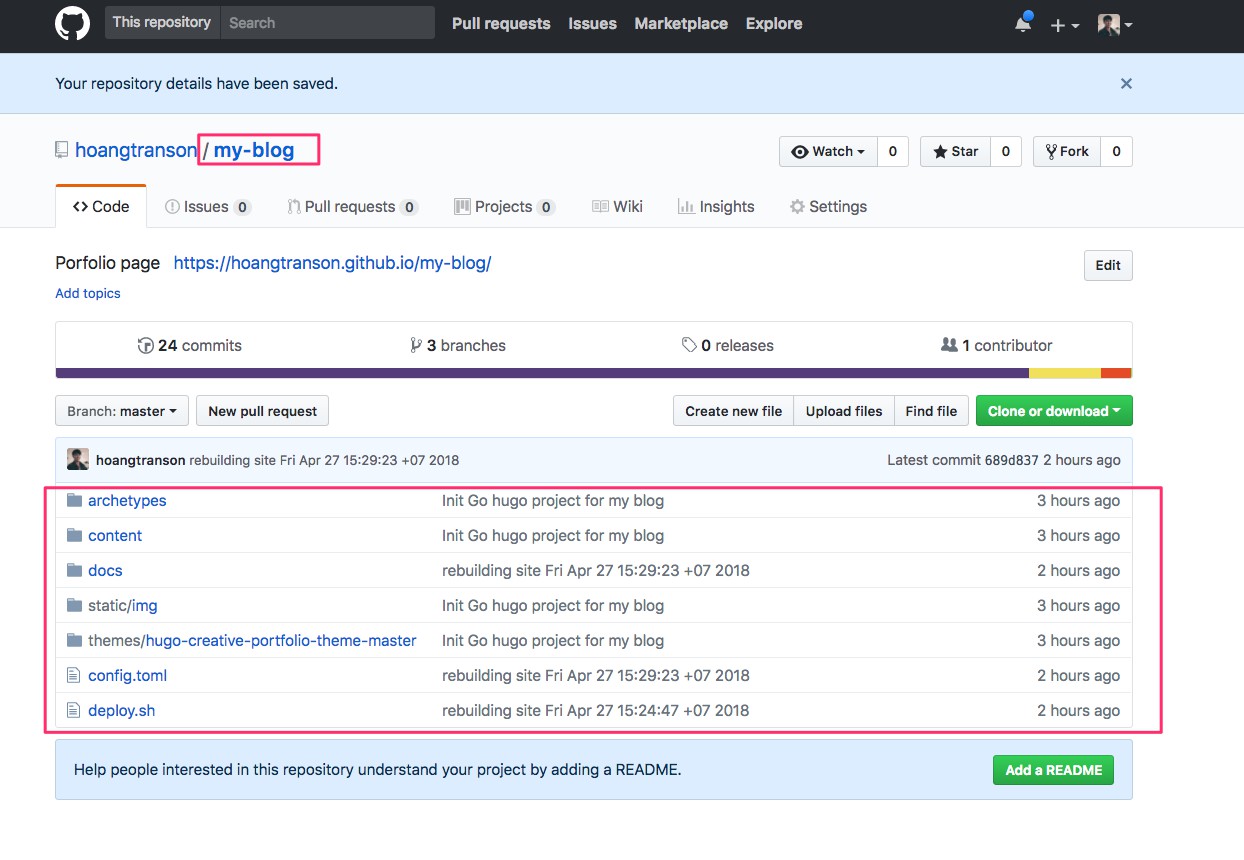 This repository Search Pull requests Issues Marketplace Explore
Your repository details have been saved.
hoangtranson / my-blog Watch 0 Star 0 Fork 0
Code Issues 0 Pull requests 0 Projects 0 Wiki Insights Settings
Porfolio page https://hoangtranson.github.io/my-blog/ Edit
Add topics
24 commits 3 branches 0 releases 1 contributor
Branch: master New pull request Create new file Upload files Find file Clone or download
hoangtranson rebuilding site Fri Apr 27 15:29:23 +07 2018 Latest commit 689d837 2 hours ago
archetypes Init Go hugo project for my blog 3 hours ago
content Init Go hugo project for my blog 3 hours ago
docs rebuilding site Fri Apr 27 15:29:23 +07 2018 2 hours ago
static/img Init Go hugo project for my blog 3 hours ago
themes/hugo-creative-portfolio-theme-master Init Go hugo project for my blog 3 hours ago
config.toml rebuilding site Fri Apr 27 15:29:23 +07 2018 2 hours ago
deploy.sh rebuilding site Fri Apr 27 15:24:47 +07 2018 2 hours ago
Help people interested in this repository understand your project by adding a README. Add a README